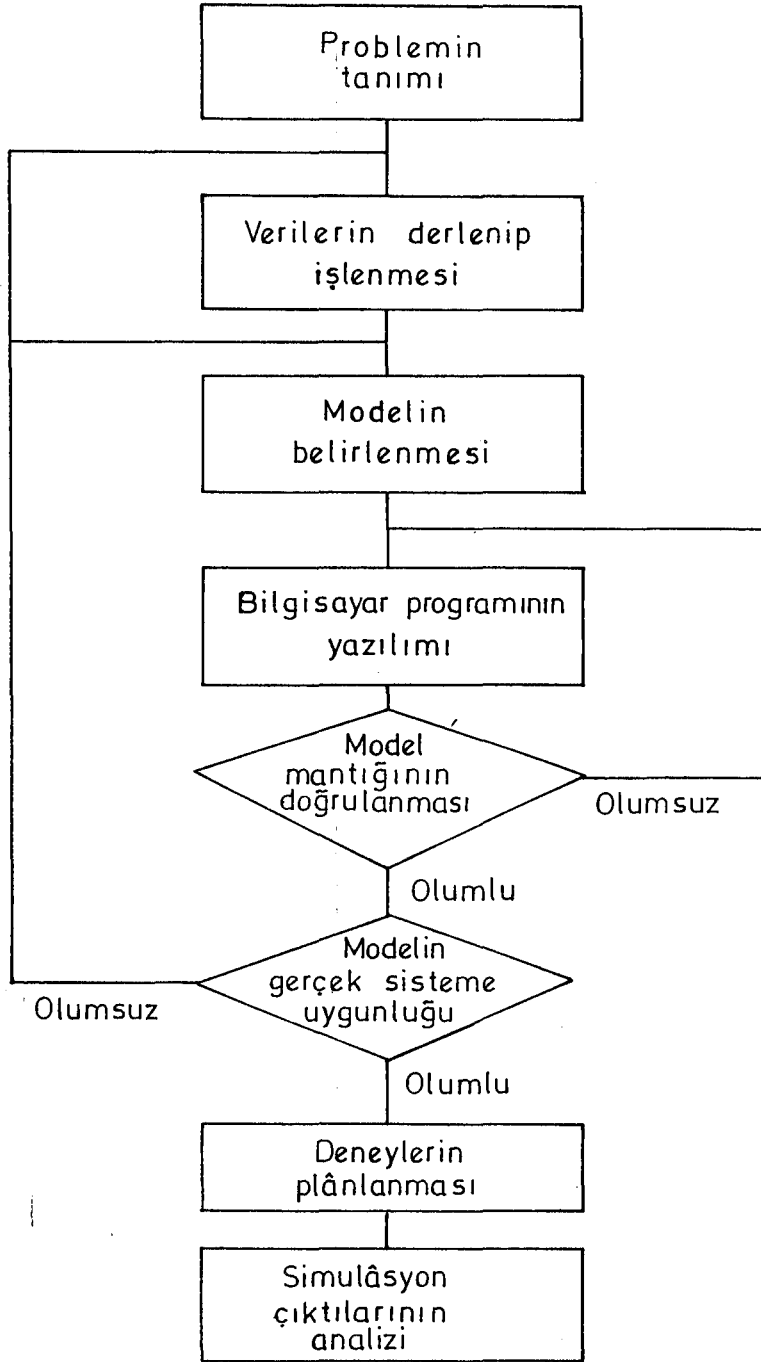 Problemin
tanımı
Verilerin derlenip
işlenmesi
Modelin
belirlenmesi
Bilgisayar programının
yazılımı
Model
mantığının
doğrulanması
Olumsuz
Olumlu
Modelin
gerçek sisteme
uygunluğu
Olumsuz
Olumlu
Deneylerin
plânlanması
Simulâsyon
çıktılarının
analizi